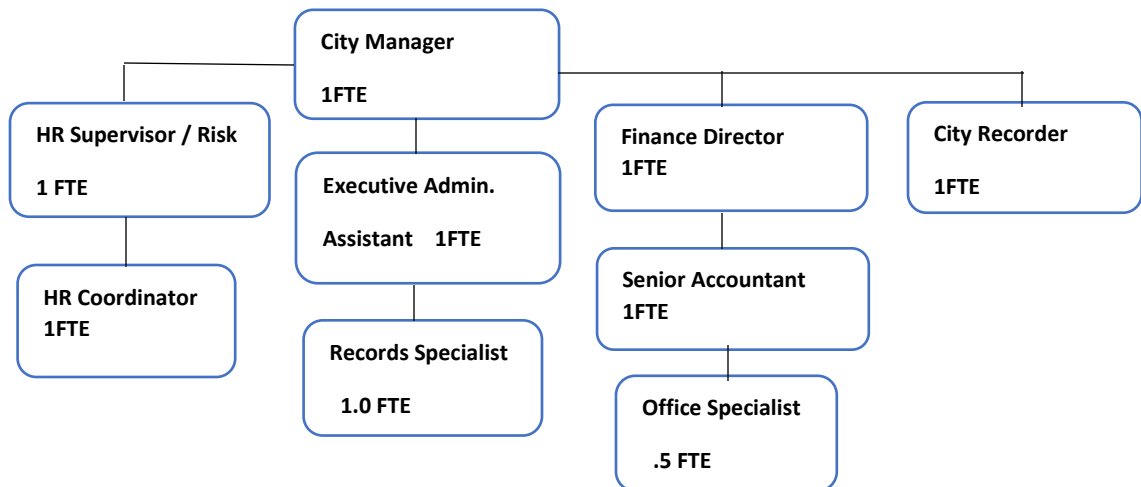 City Manager
1FTE
HR Supervisor / Risk
1 FTE
Executive Admin.
Assistant 1FTE
Finance Director
1FTE
City Recorder
1FTE
HR Coordinator
1FTE
Records Specialist
1.0 FTE
Senior Accountant
1FTE
Office Specialist
.5 FTE